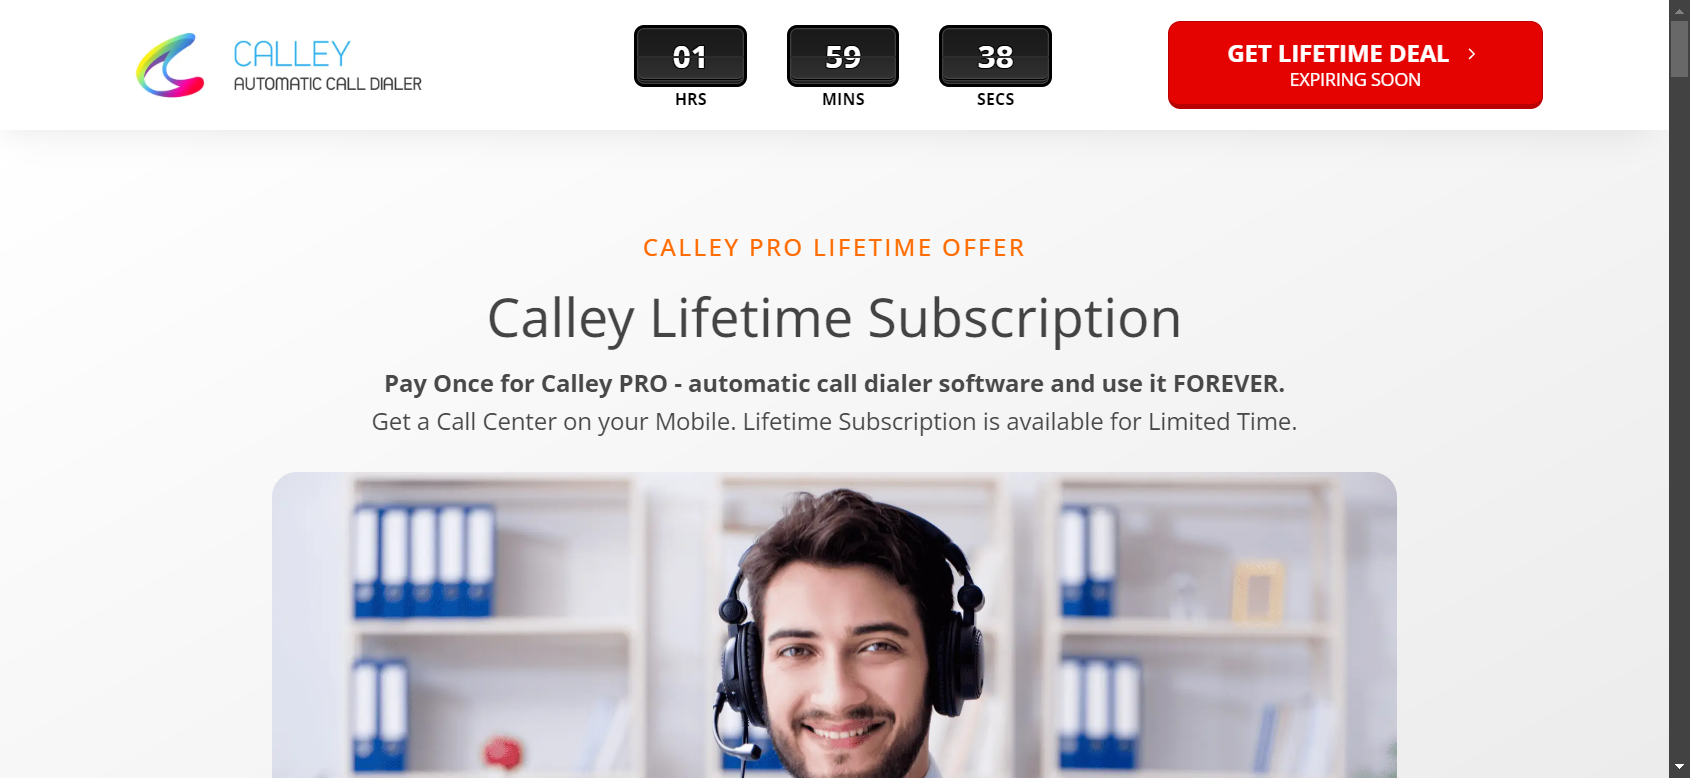 CALLEY
AUTOMATIC CALL DIALER
01 59 38
HRS MINS SECS
GET LIFETIME DEAL
EXPIRING SOON
CALLEY PRO LIFETIME OFFER
Calley Lifetime Subscription
Pay Once for Calley PRO - automatic call dialer software and use it FOREVER.
Get a Call Center on your Mobile. Lifetime Subscription is available for Limited Time.